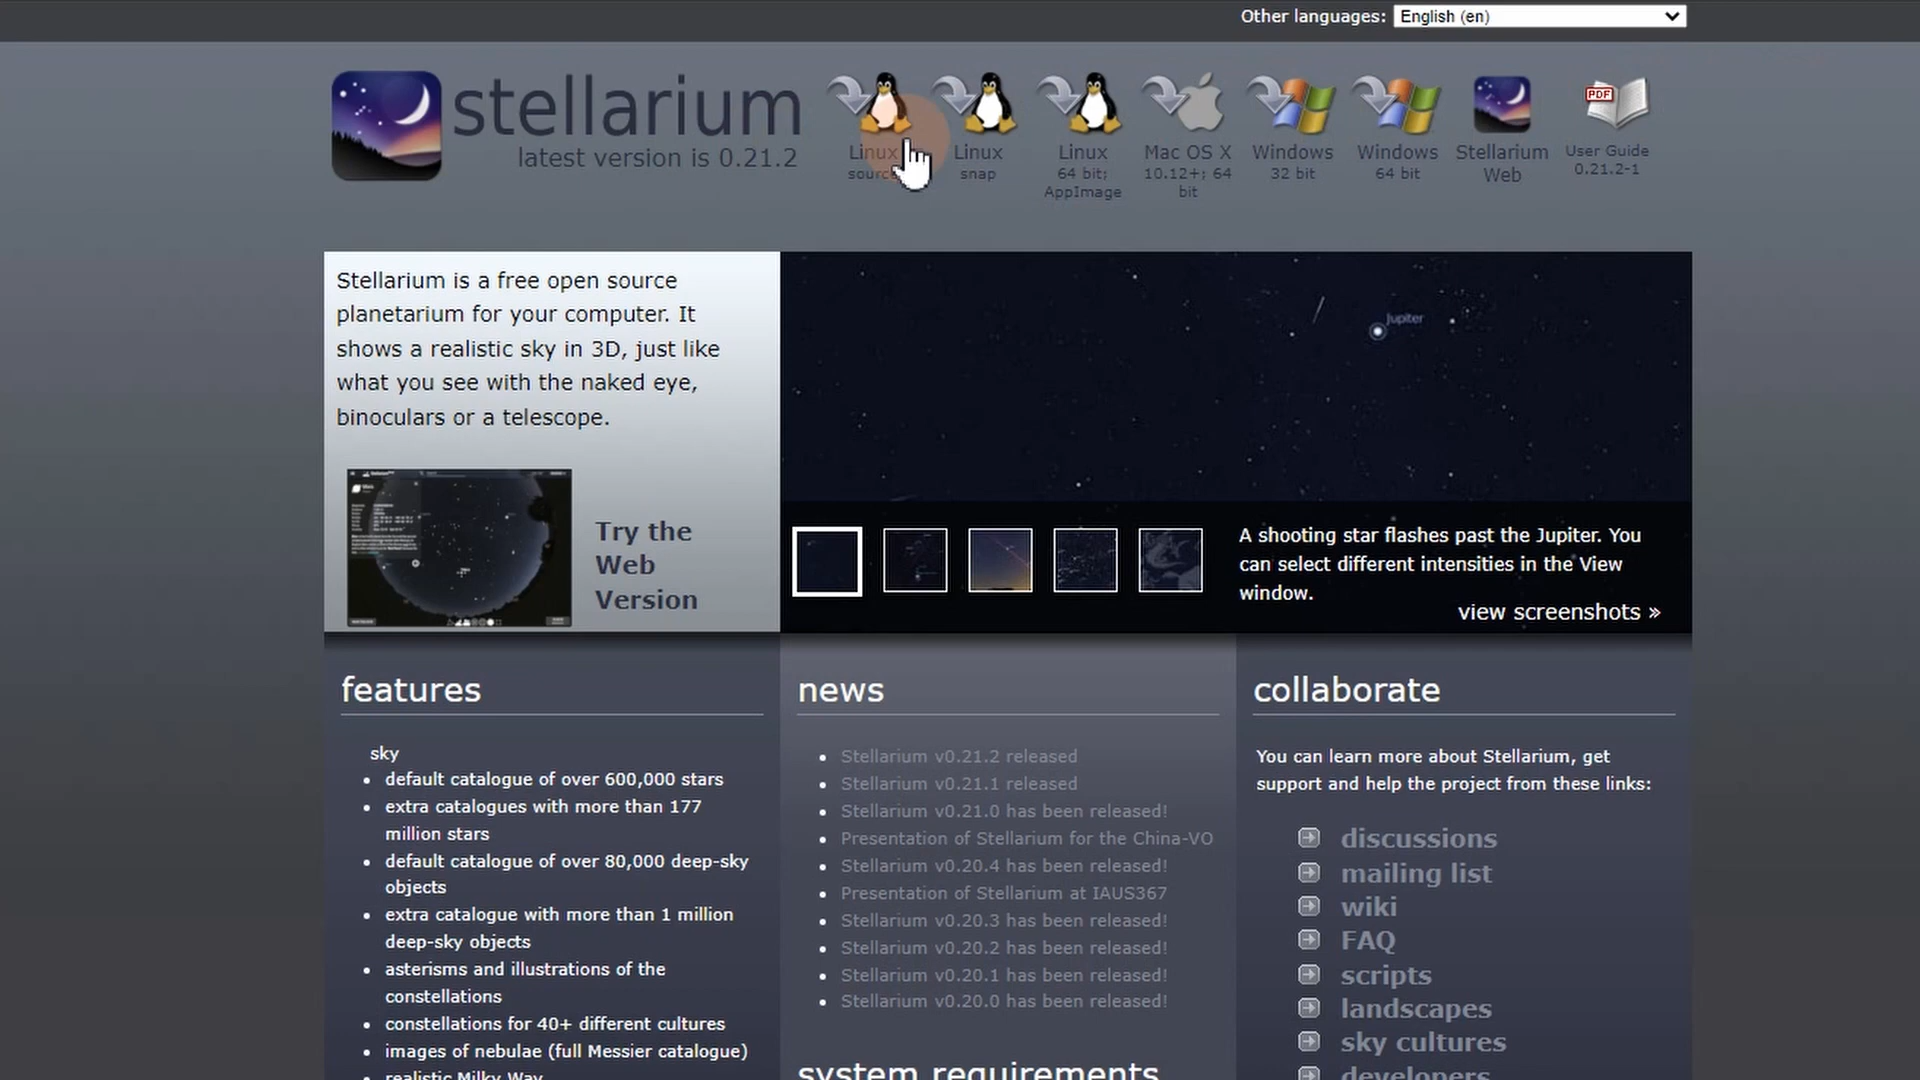 Other languages: English (en)
stellarium
latest version is 0.21.2
Linux
source
Linux
snap
Linux
64 bit;
AppImage
Mac OS X
10.12+; 64
bit
Windows
32 bit
Windows
64 bit
Stellarium
Web
PDF
User Guide
0.21.2-1
Stellarium is a free open source
planetarium for your computer. It
shows a realistic sky in 3D, just like
what you see with the naked eye,
binoculars or a telescope.
Try the
Web
Version
Jupiter
A shooting star flashes past the Jupiter. You
can select different intensities in the View
window.
view screenshots »
features
sky
default catalogue of over 600,000 stars
extra catalogues with more than 177
million stars
default catalogue of over 80,000 deep-sky
objects
extra catalogue with more than 1 million
deep-sky objects
asterisms and illustrations of the
constellations
constellations for 40+ different cultures
images of nebulae (full Messier catalogue)
realistic Milky Way
news
Stellarium v0.21.2 released
Stellarium v0.21.1 released
Stellarium v0.21.0 has been released!
Presentation of Stellarium for the China-VO
Stellarium v0.20.4 has been released!
Presentation of Stellarium at IAUS367
Stellarium v0.20.3 has been released!
Stellarium v0.20.2 has been released!
Stellarium v0.20.1 has been released!
Stellarium v0.20.0 has been released!
system requirements
collaborate
You can learn more about Stellarium, get
support and help the project from these links:
discussions
mailing list
wiki
FAQ
scripts
landscapes
sky cultures
developers